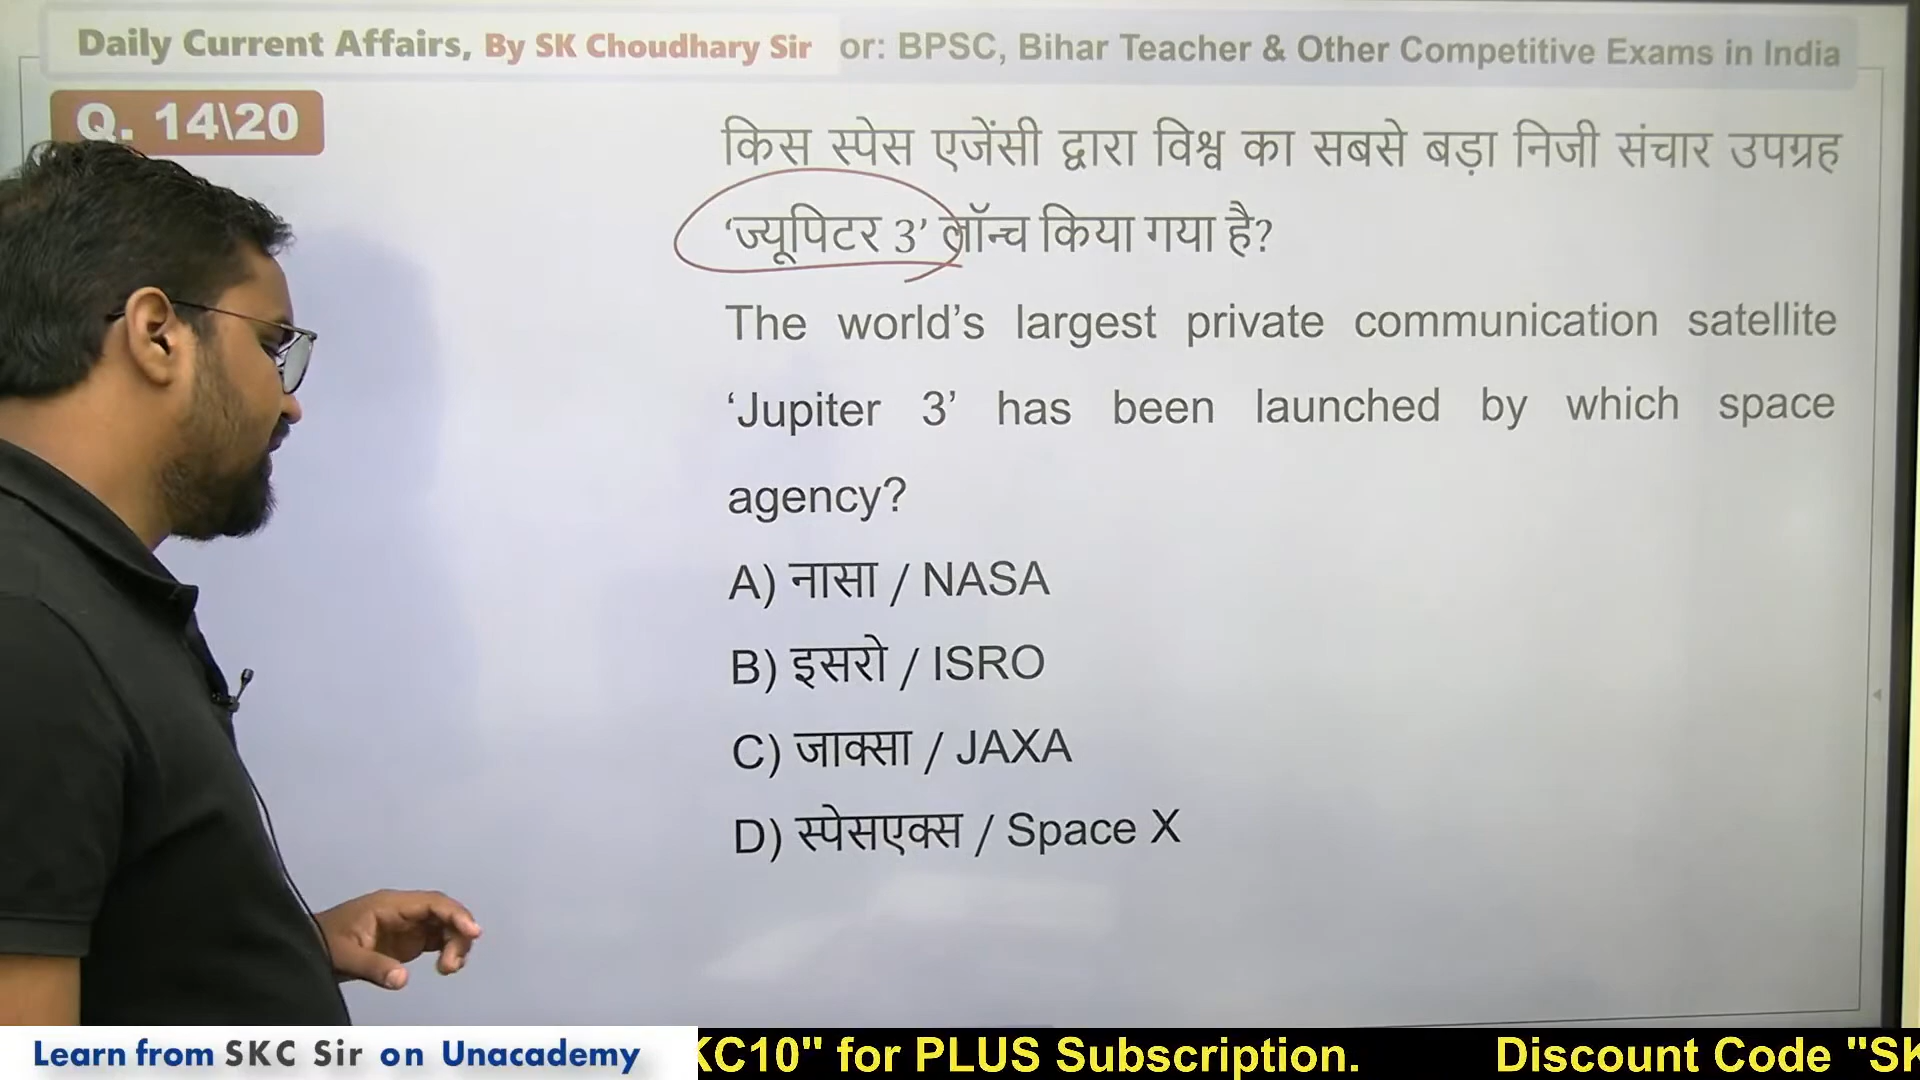 Daily Current Affairs, By SK Choudhary Sir or: BPSC, Bihar Teacher & Other Competitive Exams in India
Q. 14\20
किस स्पेस एजेंसी द्वारा विश्व का सबसे बड़ा निजी संचार उपग्रह
‘ज्यूपिटर 3’ लॉन्च किया गया है?
The world’s largest private communication satellite
‘Jupiter 3’ has been launched by which space
agency?
A) नासा / NASA
B) इसरो / ISRO
C) जाक्सा / JAXA
D) स्पेसएक्स / Space X
Learn from SKC Sir on Unacademy
KC10" for PLUS Subscription. Discount Code "SK